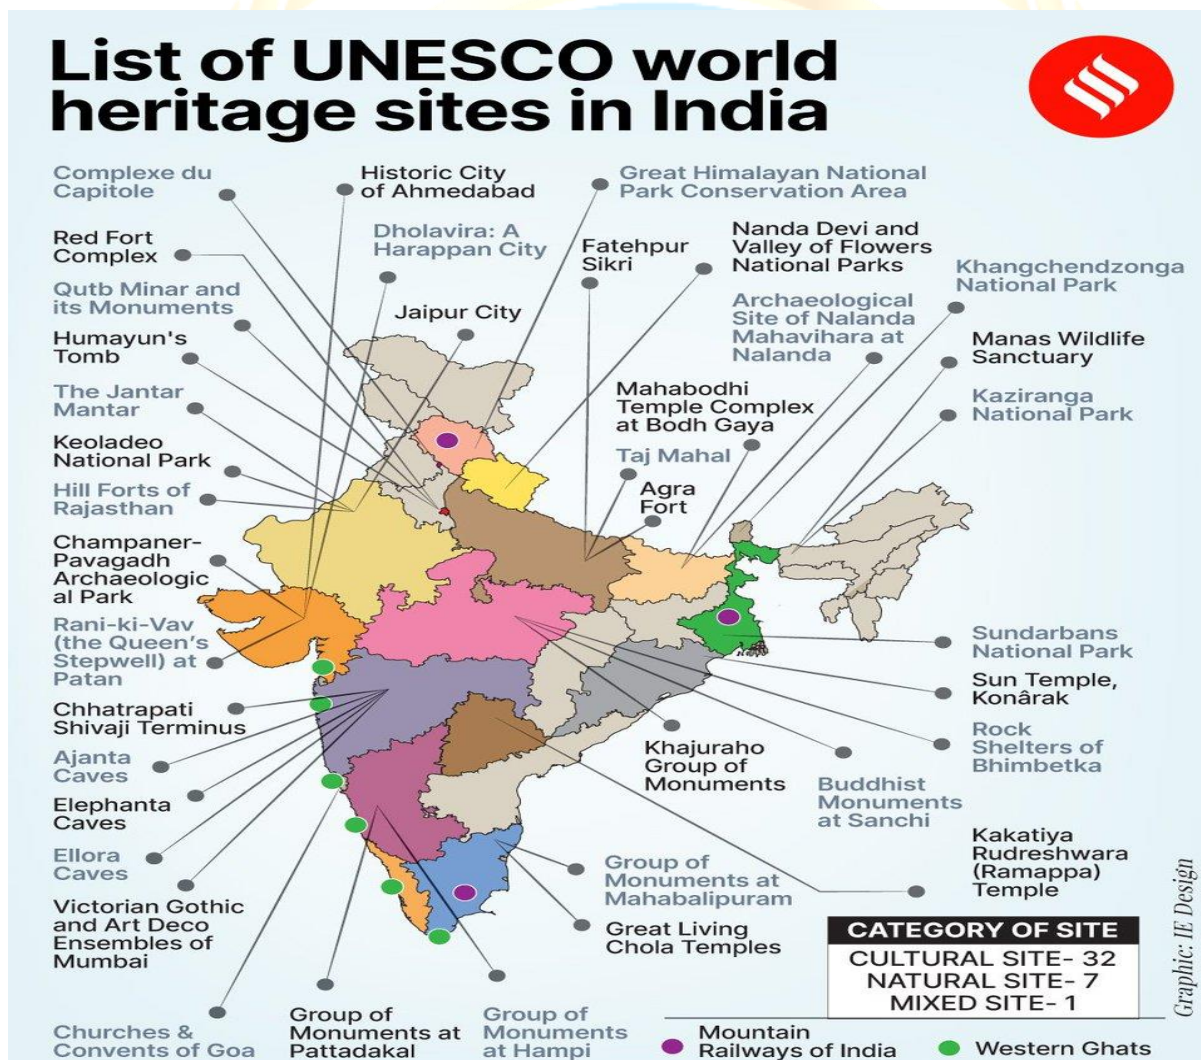 List of UNESCO world
heritage sites in India
Complexe du
Capitole
Historic City
of Ahmedabad
Great Himalayan National
Park Conservation Area
Red Fort
Complex
Dholavira: A
Harappan City
Fatehpur
Sikri
Nanda Devi and
Valley of Flowers
National Parks
Khangchendzonga
National Park
Qutb Minar and
its Monuments
Jaipur City
Archaeological
Site of Nalanda
Mahavihara at
Nalanda
Manas Wildlife
Sanctuary
Humayun's
Tomb
The Jantar
Mantar
Mahabodhi
Temple Complex
at Bodh Gaya
Kaziranga
National Park
Keoladeo
National Park
Taj Mahal
Hill Forts of
Rajasthan
Agra
Fort
Champaner-
Pavagadh
Archaeologic
al Park
Rani-ki-Vav
(the Queen's
Stepwell) at
Patan
Sundarbans
National Park
Sun Temple,
Konârak
Chhatrapati
Shivaji Terminus
Rock
Shelters of
Bhimbetka
Ajanta
Caves
Khajuraho
Group of
Monuments
Buddhist
Monuments
at Sanchi
Elephanta
Caves
Ellora
Caves
Kakatiya
Rudreshwara
(Ramappa)
Temple
Group of
Monuments at
Mahabalipuram
Victorian Gothic
and Art Deco
Ensembles of
Mumbai
Great Living
Chola Temples
CATEGORY OF SITE
CULTURAL SITE- 32
NATURAL SITE- 7
MIXED SITE- 1
Churches &
Convents of Goa
Group of
Monuments at
Pattadakal
Group of
Monuments
at Hampi
Mountain
Railways of India
Western Ghats
Graphic: IE Design